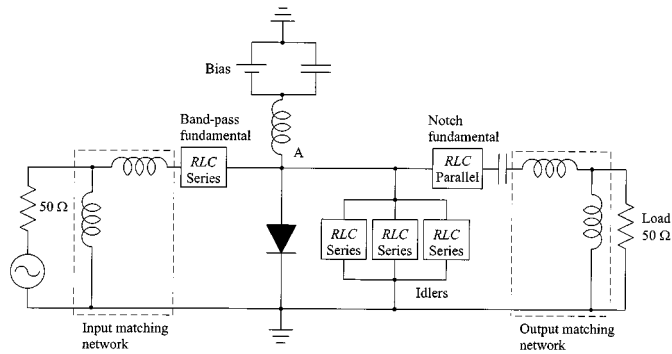 Bias
Band-pass
fundamental
A
Notch
fundamental
RLC
Series
RLC
Parallel
50 Ω
RLC
Series
RLC
Series
RLC
Series
Load
50 Ω
Idlers
Input matching
network
Output matching
network